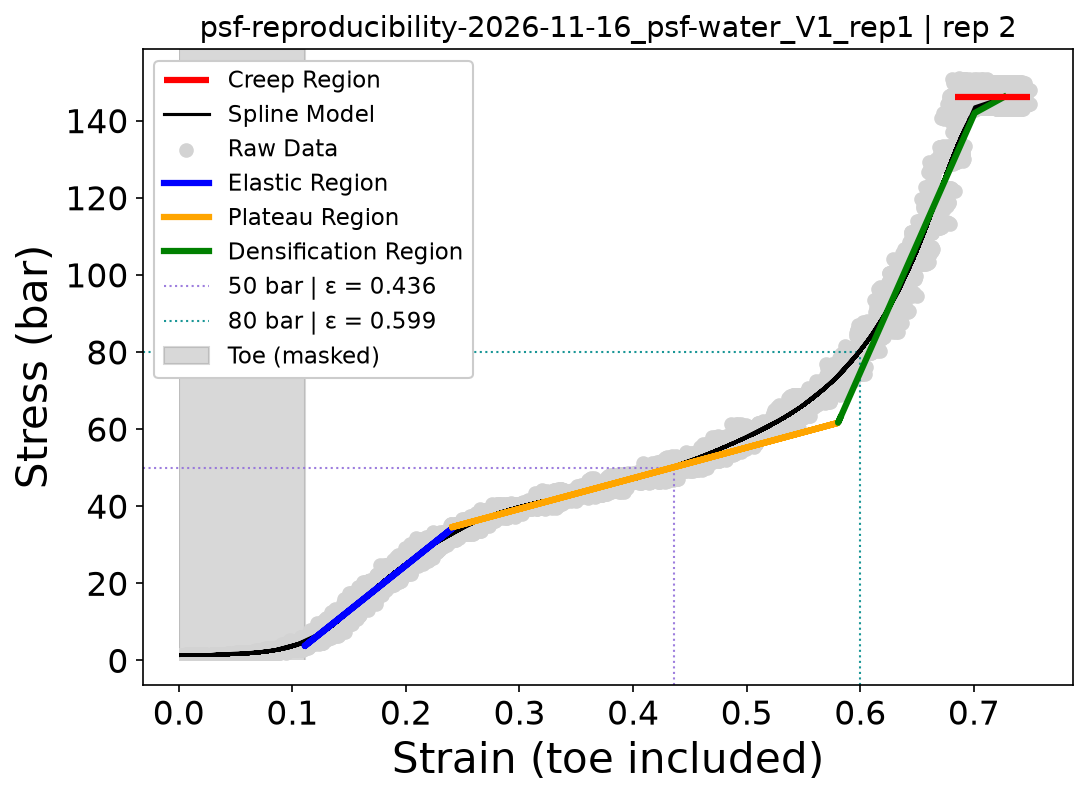 psf-reproducibility-2026-11-16_psf-water_V1_rep1 | rep 2
Creep Region
Spline Model
Raw Data
Elastic Region
Plateau Region
Densification Region
50 bar | ε = 0.436
80 bar | ε = 0.599
Toe (masked)
Stress (bar)
140
120
100
80
60
40
20
0
0.0 0.1 0.2 0.3 0.4 0.5 0.6 0.7
Strain (toe included)